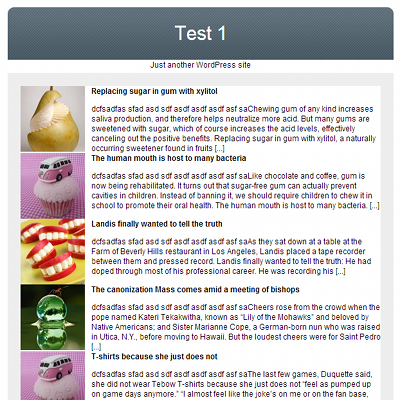 Test 1
Just another WordPress site
Replacing sugar in gum with xylitol
dcfsadfas sfad asd sdf asdf asdf asdf asf saChewing gum of any kind increases
saliva production, and therefore helps neutralize more acid. But many gums are
sweetened with sugar, which of course increases the acid levels, effectively
canceling out the positive benefits. Replacing sugar in gum with xylitol, a naturally
occurring sweetener found in fruits [...]
The human mouth is host to many bacteria
dcfsadfas sfad asd sdf asdf asdf asdf asf saLike chocolate and coffee, gum is
now being rehabilitated. It turns out that sugar-free gum can actually prevent
cavities in children. Instead of banning it, we should require children to chew it in
school to promote their oral health. The human mouth is host to many bacteria. [...]
Landis finally wanted to tell the truth
dcfsadfas sfad asd sdf asdf asdf asdf asf saAs they sat down at a table at the
Farm of Beverly Hills restaurant in Los Angeles, Landis placed a tape recorder
between them and pressed record. Landis finally wanted to tell the truth: He had
doped through most of his professional career. He was recording his [...]
The canonization Mass comes amid a meeting of bishops
dcfsadfas sfad asd sdf asdf asdf asdf asf saCheers rose from the crowd when the
pope named Kateri Tekakwitha, known as “Lily of the Mohawks” and beloved by
Native Americans; and Sister Marianne Cope, a German-born nun who was raised
in Utica, N.Y., before moving to Hawaii. But the loudest cheers were for Saint Pedro
[...]
T-shirts because she just does not
dcfsadfas sfad asd sdf asdf asdf asdf asf saThe last few games, Duquette said,
she did not wear Tebow T-shirts because she just does not “feel as pumped up
on game days anymore.” “I almost feel like the joke’s on me or on the fan base,